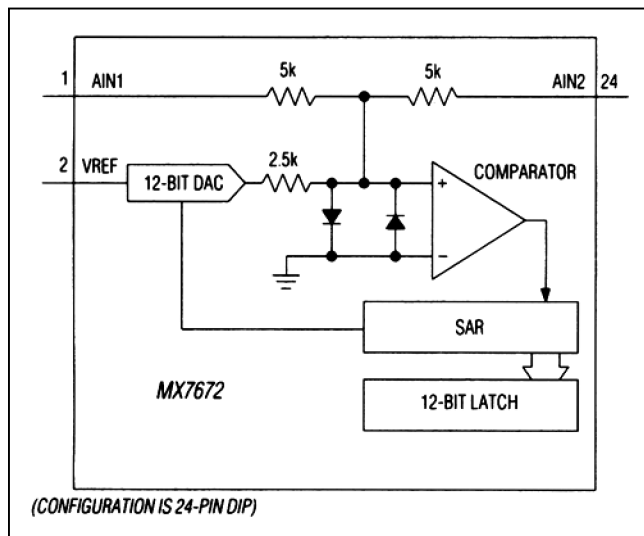 5k
5k
1
AIN1
AIN2
24
2
VREF
12-BIT DAC
2.5k
COMPARATOR
+
−
SAR
12-BIT LATCH
MX7672
(CONFIGURATION IS 24-PIN DIP)